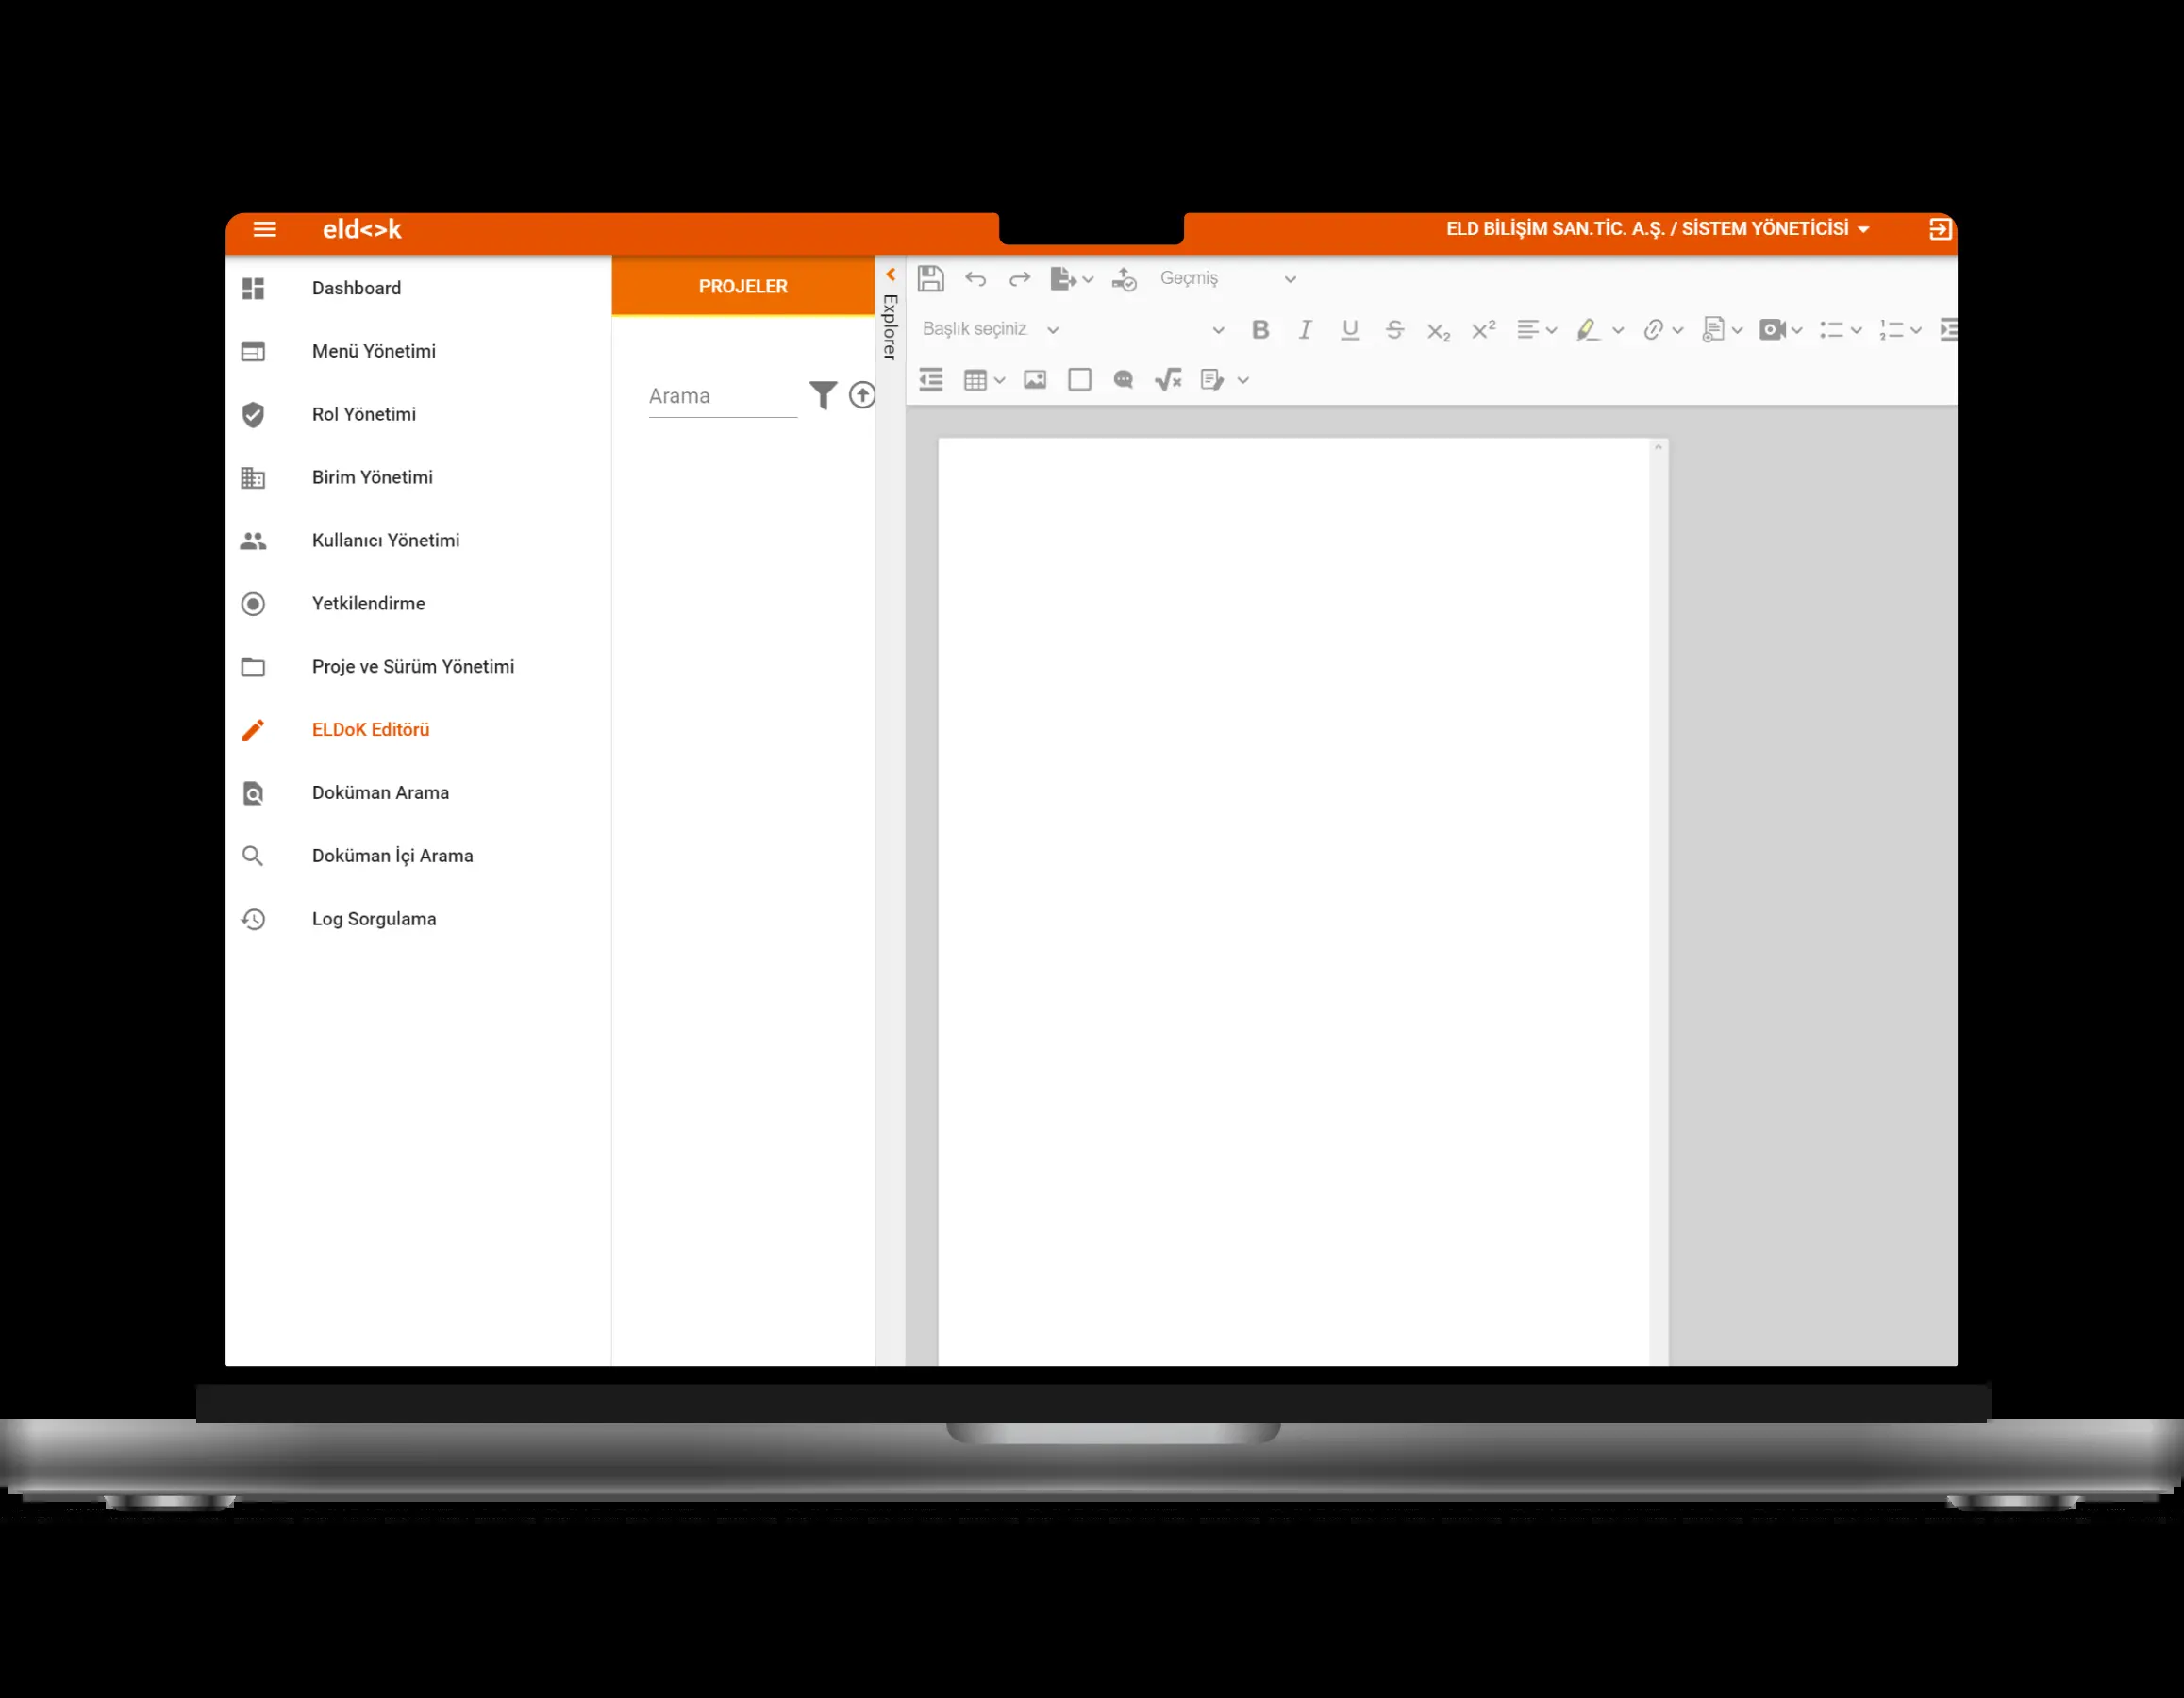 eld<>k
ELD BİLİŞİM SAN.TİC. A.Ş. / SİSTEM YÖNETİCİSİ
Dashboard
Menü Yönetimi
Rol Yönetimi
Birim Yönetimi
Kullanıcı Yönetimi
Yetkilendirme
Proje ve Sürüm Yönetimi
ELDoK Editörü
Doküman Arama
Doküman İçi Arama
Log Sorgulama
PROJELER
Arama
Explorer
Geçmiş
Başlık seçiniz